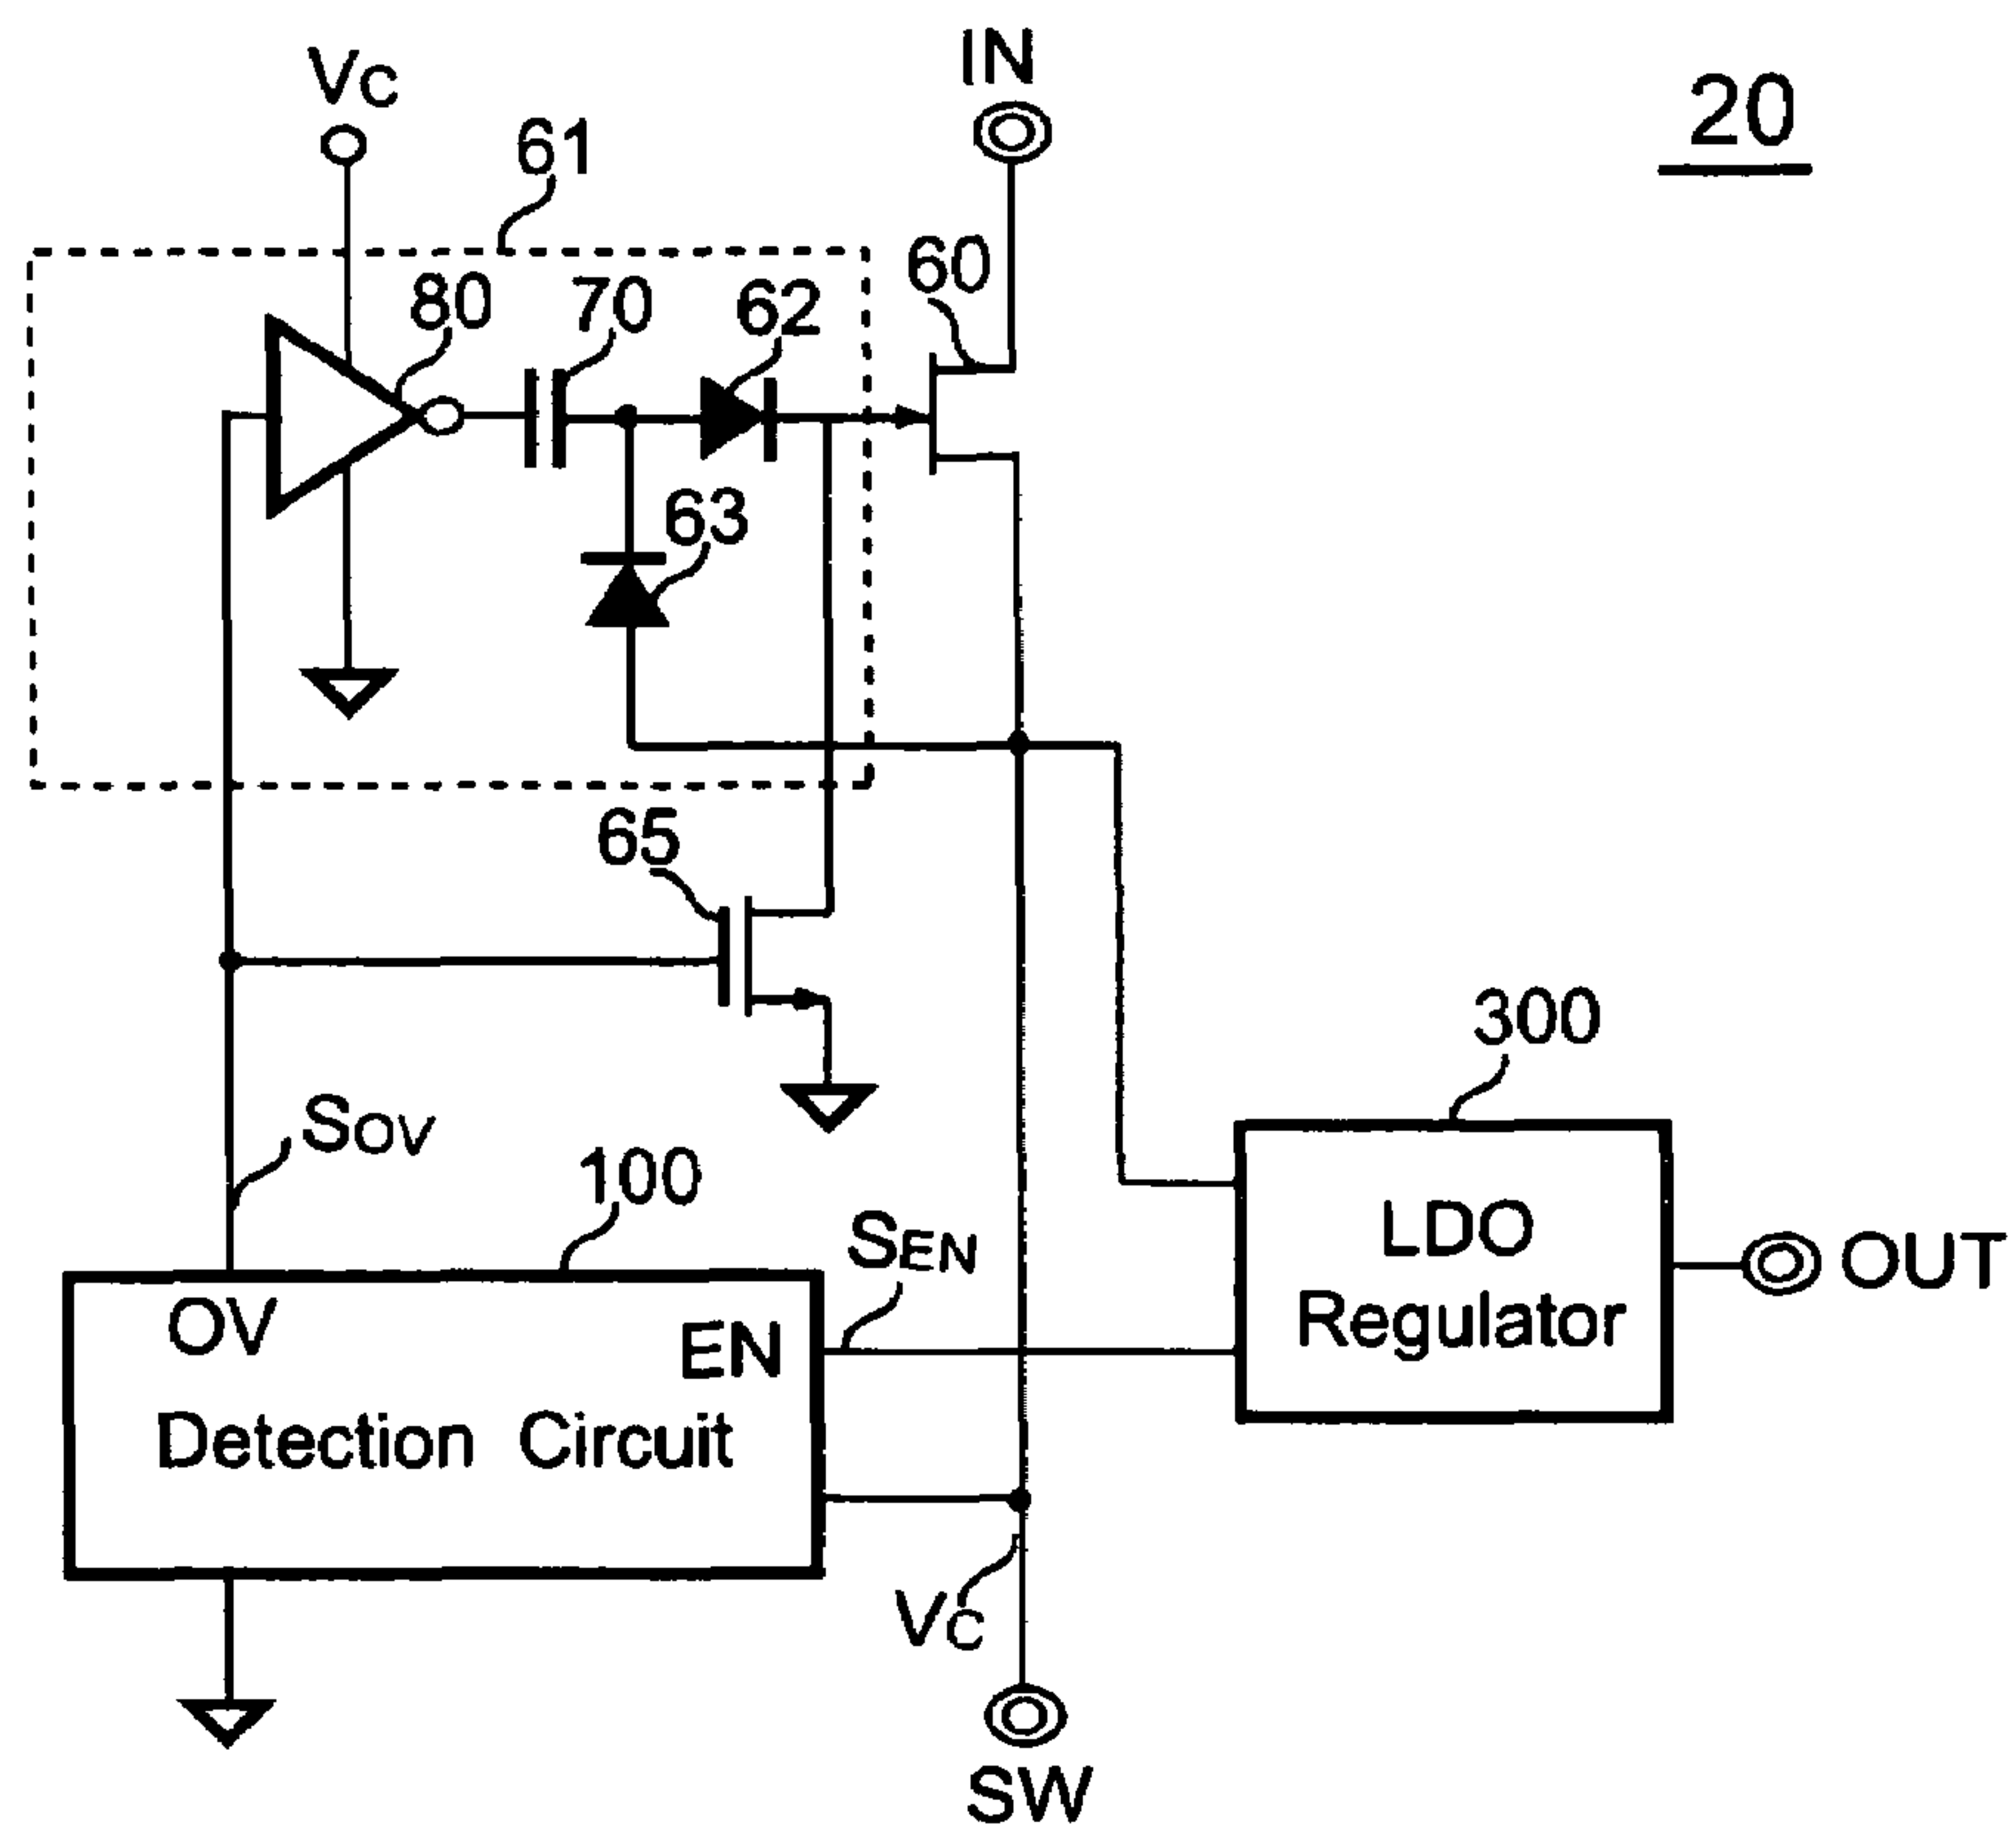 VC
IN
20
61
80
70
62
60
63
65
300
SOV
100
SEN
LDO
Regulator
OUT
OV
EN
Detection Circuit
VC
SW